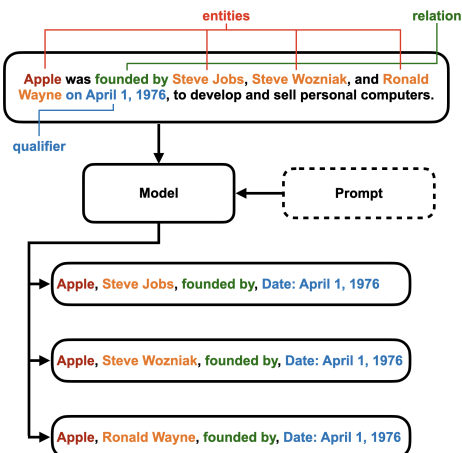 entities
relation
Apple was founded by Steve Jobs, Steve Wozniak, and Ronald
Wayne on April 1, 1976, to develop and sell personal computers.
qualifier
Model
Prompt
Apple, Steve Jobs, founded by, Date: April 1, 1976
Apple, Steve Wozniak, founded by, Date: April 1, 1976
Apple, Ronald Wayne, founded by, Date: April 1, 1976